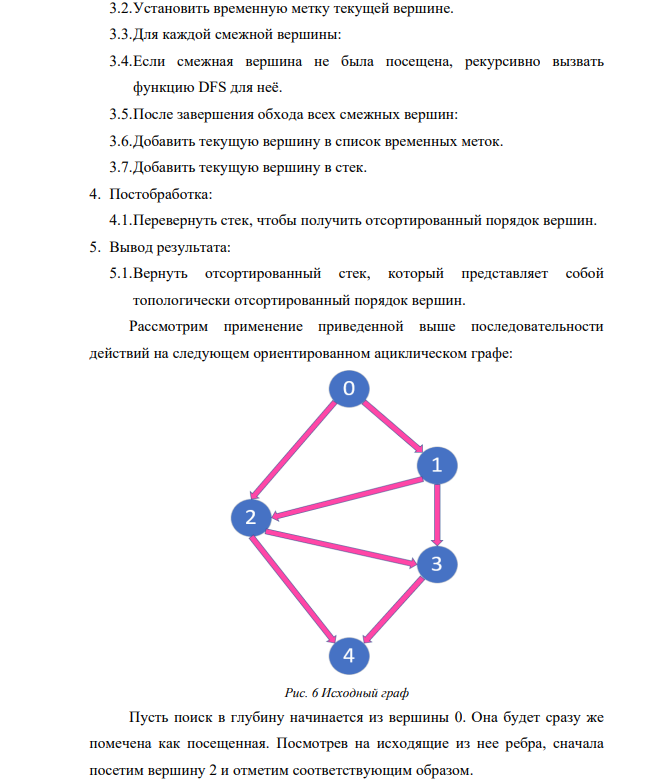 3.2.Установить временную метку текущей вершине.
3.3.Для каждой смежной вершины:
3.4.Если смежная вершина не была посещена, рекурсивно вызвать
функцию DFS для неё.
3.5.После завершения обхода всех смежных вершин:
3.6.Добавить текущую вершину в список временных меток.
3.7.Добавить текущую вершину в стек.
4. Постобработка:
4.1.Перевернуть стек, чтобы получить отсортированный порядок вершин.
5. Вывод результата:
5.1.Вернуть отсортированный стек, который представляет собой
топологически отсортированный порядок вершин.
Рассмотрим применение приведенной выше последовательности
действий на следующем ориентированном ациклическом графе:
0
1
2
3
4
Рис. 6 Исходный граф
Пусть поиск в глубину начинается из вершины 0. Она будет сразу же
помечена как посещенная. Посмотрев на исходящие из нее ребра, сначала
посетим вершину 2 и отметим соответствующим образом.